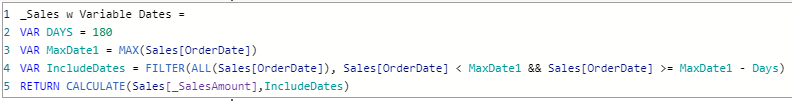 1 _Sales w Variable Dates =
2 VAR DAYS = 180
3 VAR MaxDate1 = MAX(Sales[OrderDate])
4 VAR IncludeDates = FILTER(ALL(Sales[OrderDate]), Sales[OrderDate] < MaxDate1 && Sales[OrderDate] >= MaxDate1 - Days)
5 RETURN CALCULATE(Sales[_SalesAmount],IncludeDates)